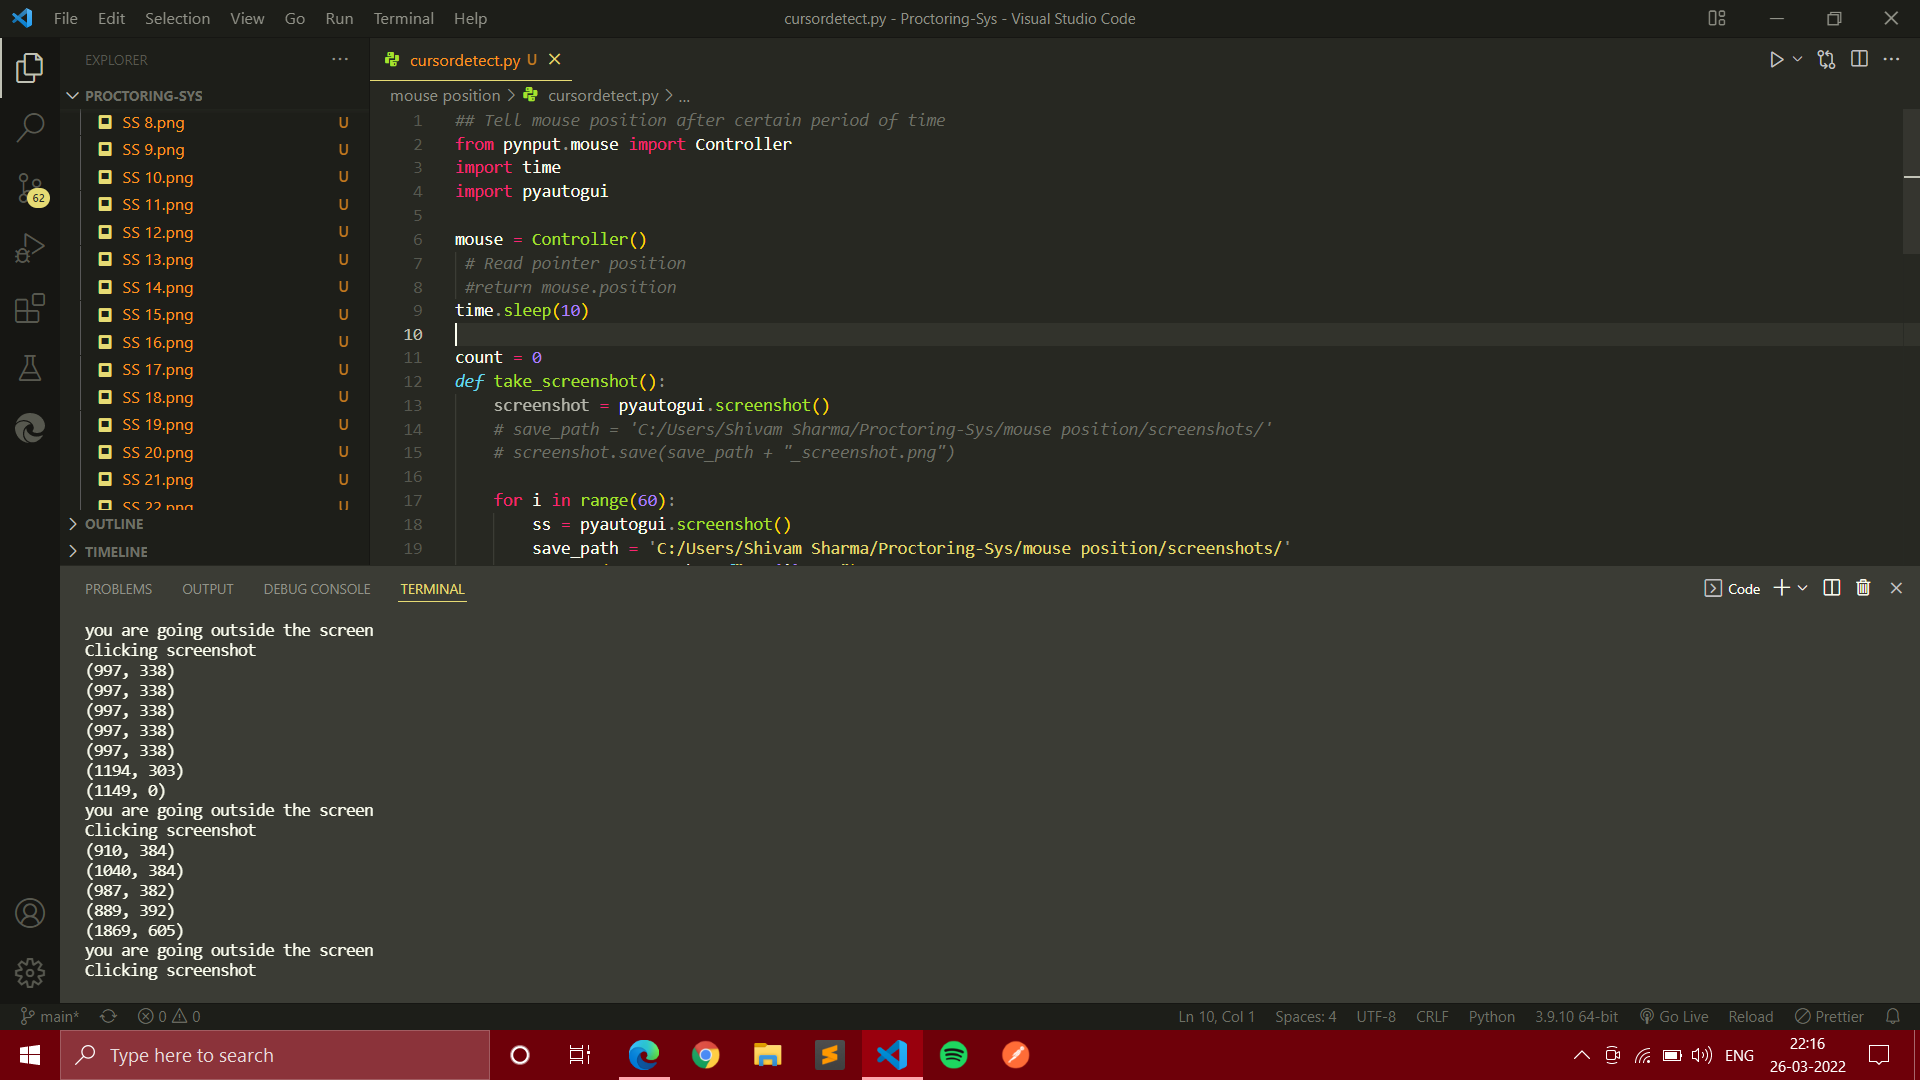 File Edit Selection View Go Run Terminal Help
cursordetect.py - Proctoring-Sys - Visual Studio Code
EXPLORER
PROCTORING-SYS
SS 8.png U
SS 9.png U
SS 10.png U
SS 11.png U
SS 12.png U
SS 13.png U
SS 14.png U
SS 15.png U
SS 16.png U
SS 17.png U
SS 18.png U
SS 19.png U
SS 20.png U
SS 21.png U
SS 22.png U
OUTLINE
TIMELINE
62
cursordetect.py U
mouse position > cursordetect.py > ...
1 ## Tell mouse position after certain period of time
2 from pynput.mouse import Controller
3 import time
4 import pyautogui
5
6 mouse = Controller()
7 # Read pointer position
8 #return mouse.position
9 time.sleep(10)
10
11 count = 0
12 def take_screenshot():
13 screenshot = pyautogui.screenshot()
14 # save_path = 'C:/Users/Shivam Sharma/Proctoring-Sys/mouse position/screenshots/'
15 # screenshot.save(save_path + "_screenshot.png")
16
17 for i in range(60):
18 ss = pyautogui.screenshot()
19 save_path = 'C:/Users/Shivam Sharma/Proctoring-Sys/mouse position/screenshots/'
PROBLEMS OUTPUT DEBUG CONSOLE TERMINAL
Code
you are going outside the screen
Clicking screenshot
(997, 338)
(997, 338)
(997, 338)
(997, 338)
(997, 338)
(1194, 303)
(1149, 0)
you are going outside the screen
Clicking screenshot
(910, 384)
(1040, 384)
(987, 382)
(889, 392)
(1869, 605)
you are going outside the screen
Clicking screenshot
main* 0 0
Ln 10, Col 1 Spaces: 4 UTF-8 CRLF Python 3.9.10 64-bit Go Live Reload Prettier
Type here to search
ENG
22:16
26-03-2022